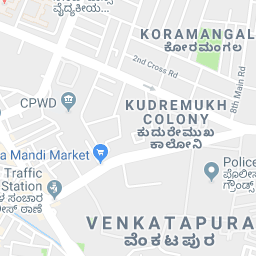 ವೈದ್ಯಕೀಯ...
KORAMANGAL
ಕೋರಮಂಗಲ
2nd Cross Rd
8th Main Rd
CPWD
KUDREMUKH
COLONY
ಕುದುರೇಮುಖ
ಕಾಲೋನಿ
a Mandi Market
Traffic
Station
ಳ ಸಂಚಾರ
ೀಸ್ ಠಾಣೆ
Police
ಪೊಲೀಸ
ಗ್ರೌಂಡ್ಸ
VENKATAPURA
ವೆಂಕಟಪುರ